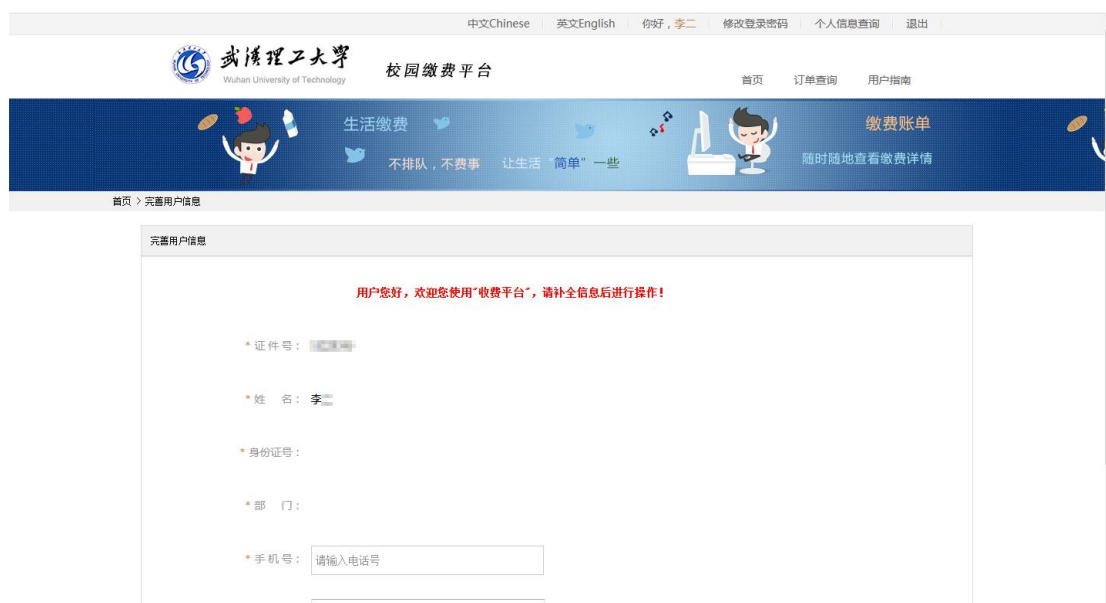 中文Chinese 英文English 你好，李二 修改登录密码 个人信息查询 退出
武汉理工大学
Wuhan University of Technology
校园缴费平台
首页 订单查询 用户指南
生活缴费
不排队，不费事 让生活“简单”一些
缴费账单
随时随地查看缴费详情
首页 > 完善用户信息
完善用户信息
用户您好，欢迎您使用"收费平台"，请补全信息后进行操作！
* 证件号：
* 姓 名： 李
* 身份证号：
* 部 门：
* 手机号： 请输入电话号